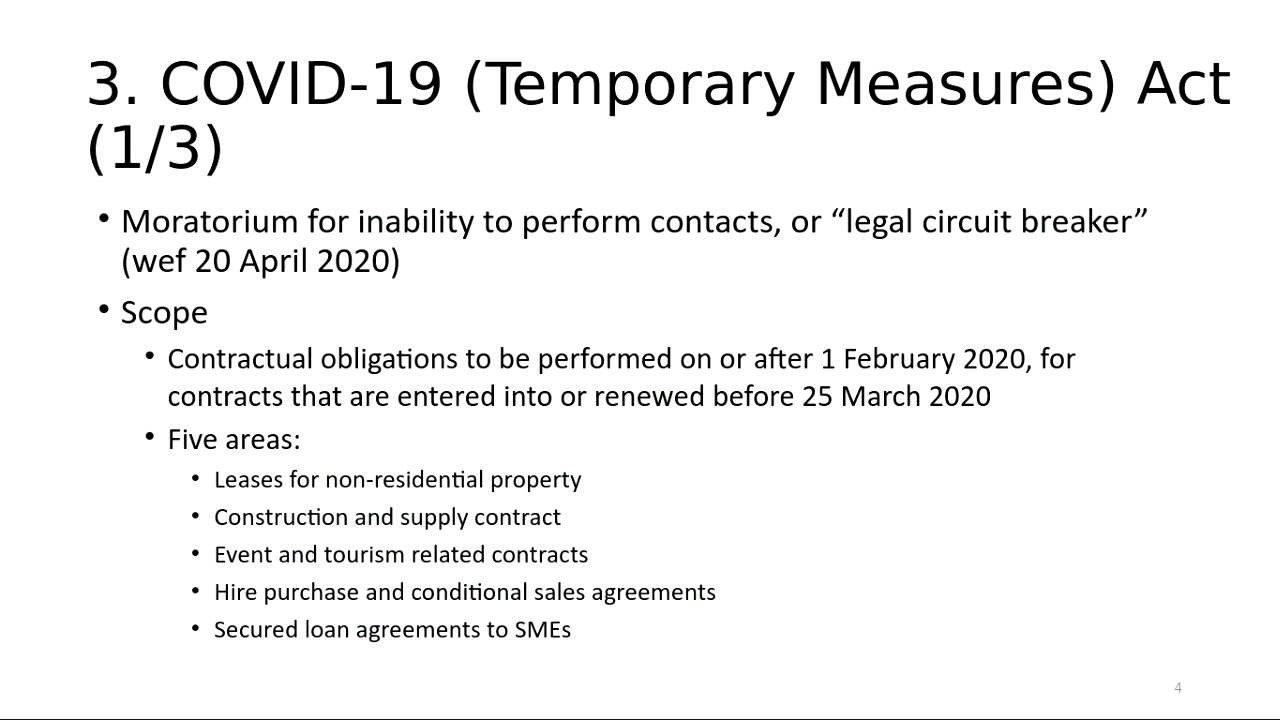 3. COVID-19 (Temporary Measures) Act
(1/3)
• Moratorium for inability to perform contacts, or “legal circuit breaker”
(wef 20 April 2020)
• Scope
• Contractual obligations to be performed on or after 1 February 2020, for
contracts that are entered into or renewed before 25 March 2020
• Five areas:
• Leases for non-residential property
• Construction and supply contract
• Event and tourism related contracts
• Hire purchase and conditional sales agreements
• Secured loan agreements to SMEs
4